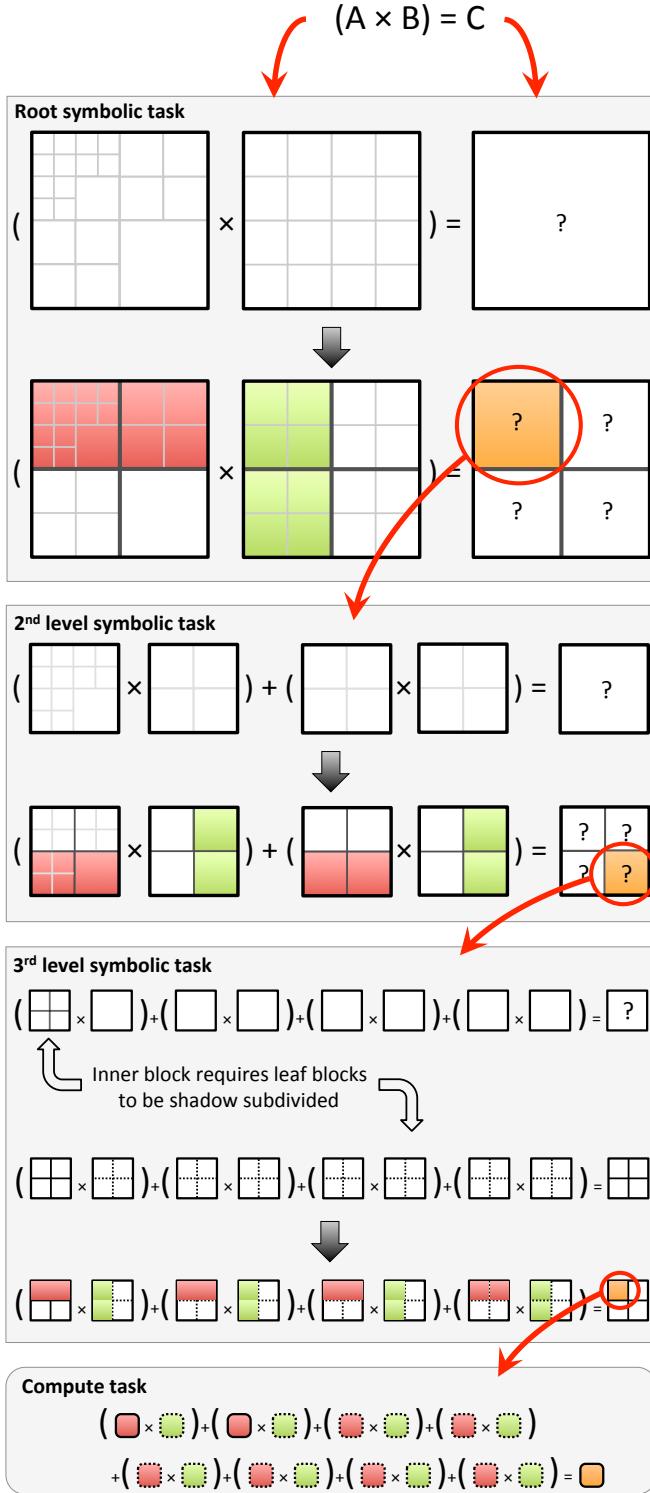 (A × B) = C
Root symbolic task
( × ) = ?
( × ) = ? ?
? ?
2nd level symbolic task
( × ) + ( × ) = ?
( × ) + ( × ) = ? ?
? ?
3rd level symbolic task
( × )+( × )+( × )+( × ) = ?
Inner block requires leaf blocks
to be shadow subdivided
( × )+( × )+( × )+( × ) =
( × )+( × )+( × )+( × ) =
Compute task
( × )+( × )+( × )+( × )
+( × )+( × )+( × )+( × ) =